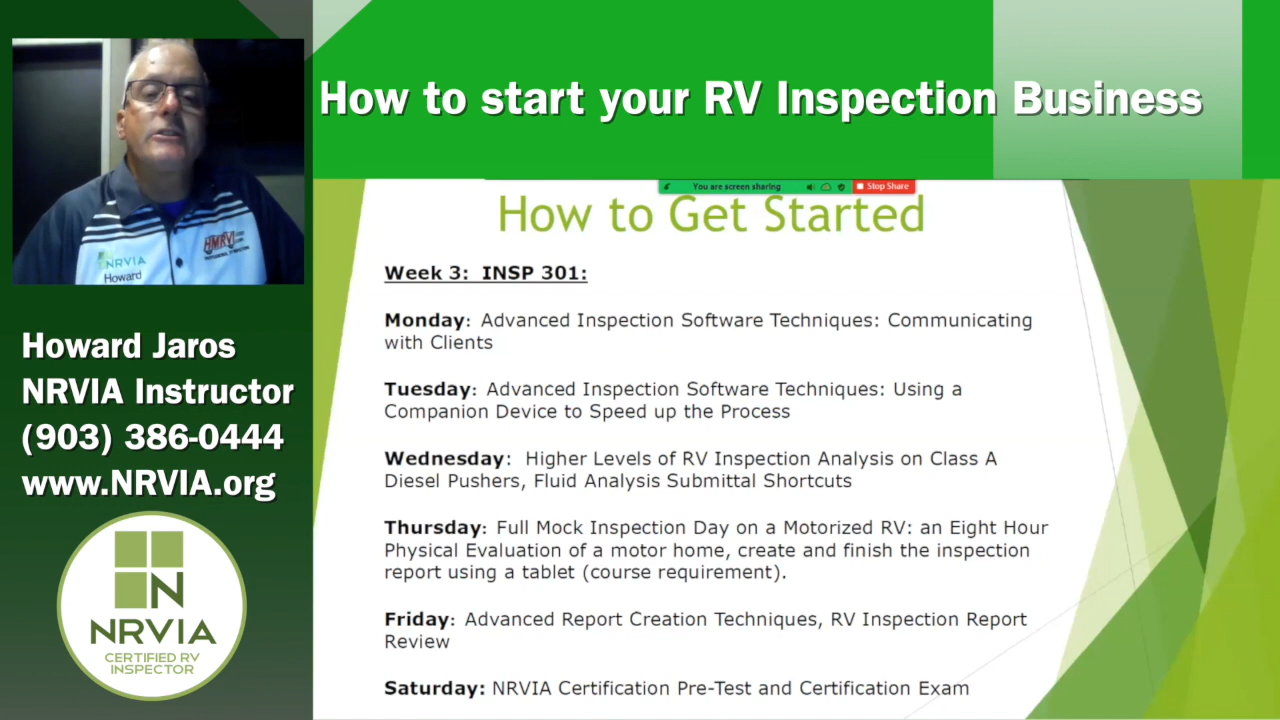 How to start your RV Inspection Business
You are screen sharing
Stop Share
How to Get Started
Week 3: INSP 301:
Monday: Advanced Inspection Software Techniques: Communicating
with Clients
Tuesday: Advanced Inspection Software Techniques: Using a
Companion Device to Speed up the Process
Wednesday: Higher Levels of RV Inspection Analysis on Class A
Diesel Pushers, Fluid Analysis Submittal Shortcuts
Thursday: Full Mock Inspection Day on a Motorized RV: an Eight Hour
Physical Evaluation of a motor home, create and finish the inspection
report using a tablet (course requirement).
Friday: Advanced Report Creation Techniques, RV Inspection Report
Review
Saturday: NRVIA Certification Pre-Test and Certification Exam
NRVIA
Howard
HMRVI
Howard Jaros
NRVIA Instructor
(903) 386-0444
www.NRVIA.org
N
NRVIA
CERTIFIED RV
INSPECTOR